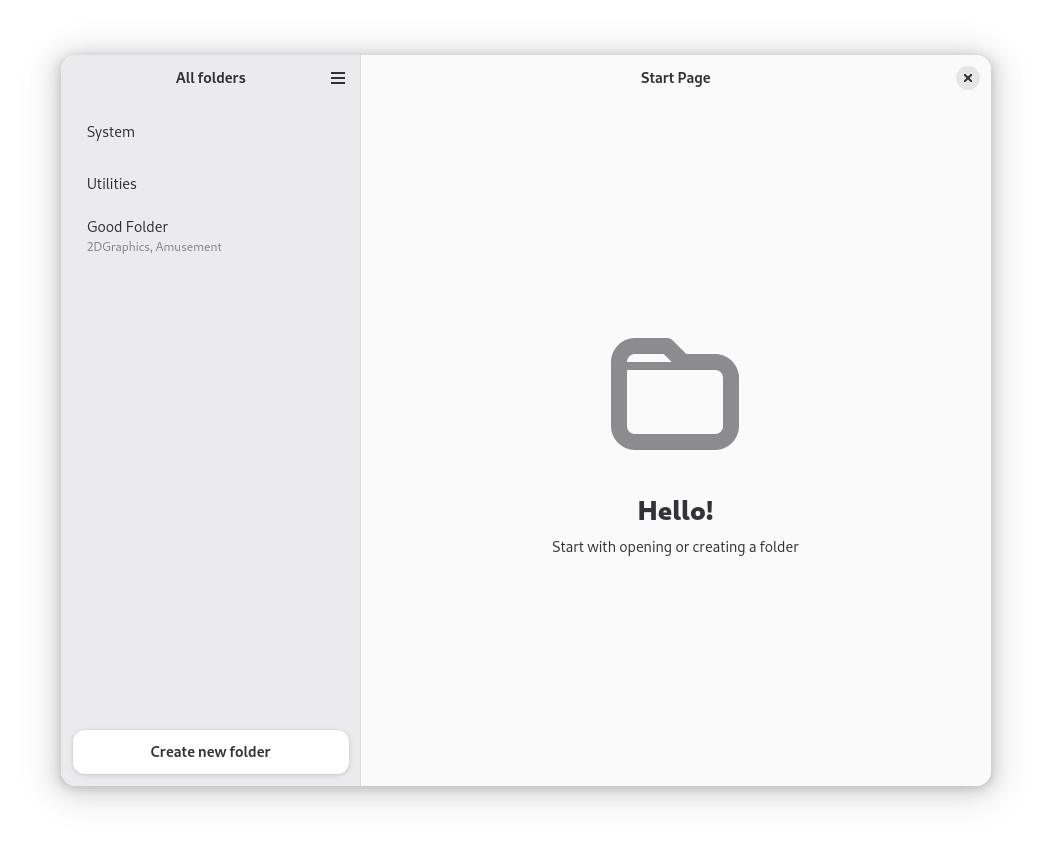 All folders
System
Utilities
Good Folder
2DGraphics, Amusement
Create new folder
Start Page
Hello!
Start with opening or creating a folder